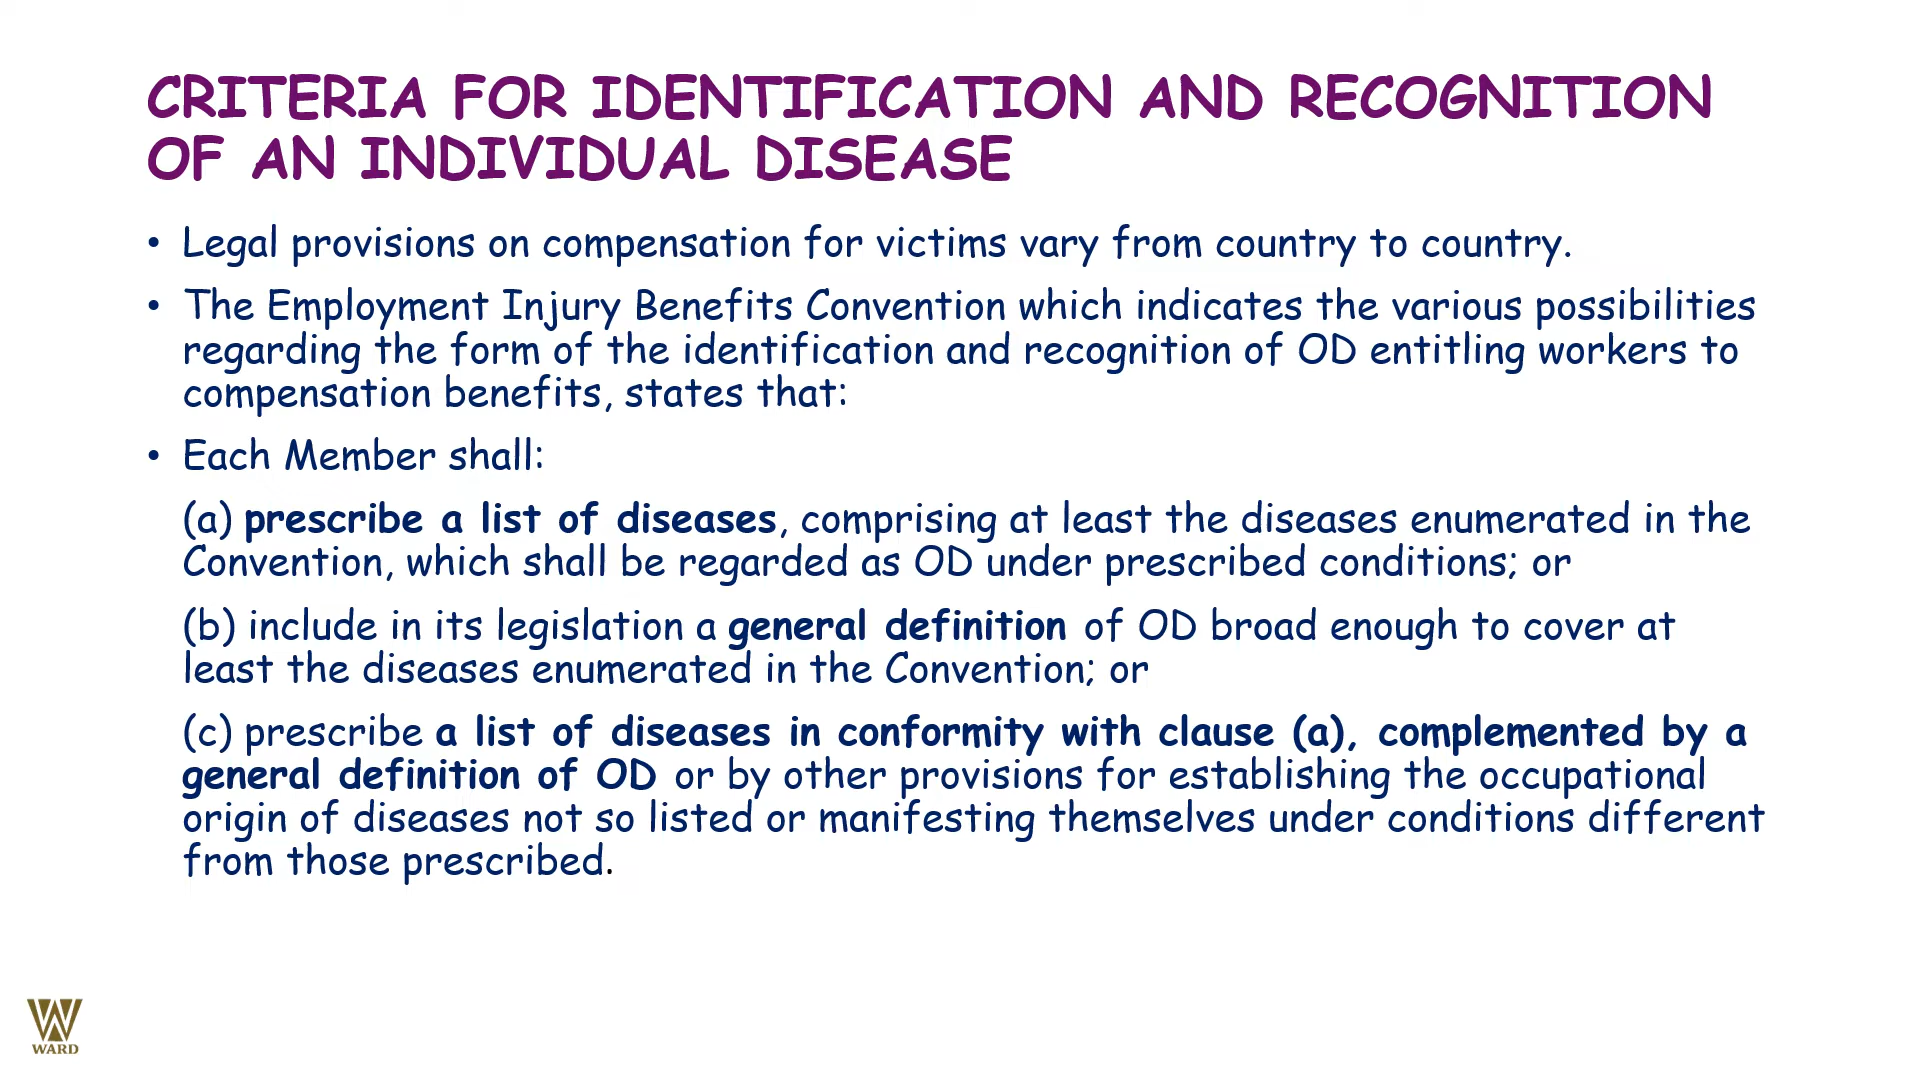 CRITERIA FOR IDENTIFICATION AND RECOGNITION
OF AN INDIVIDUAL DISEASE
• Legal provisions on compensation for victims vary from country to country.
• The Employment Injury Benefits Convention which indicates the various possibilities
regarding the form of the identification and recognition of OD entitling workers to
compensation benefits, states that:
• Each Member shall:
(a) prescribe a list of diseases, comprising at least the diseases enumerated in the
Convention, which shall be regarded as OD under prescribed conditions; or
(b) include in its legislation a general definition of OD broad enough to cover at
least the diseases enumerated in the Convention; or
(c) prescribe a list of diseases in conformity with clause (a), complemented by a
general definition of OD or by other provisions for establishing the occupational
origin of diseases not so listed or manifesting themselves under conditions different
from those prescribed.
WARD